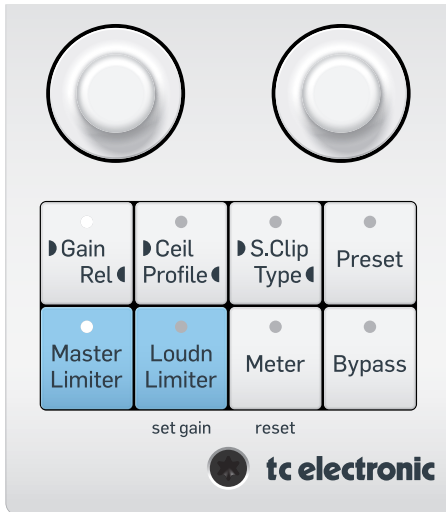 Gain
Rel
Ceil
Profile
S.Clip
Type
Preset
Master
Limiter
Loudn
Limiter
Meter
Bypass
set gain
reset
tc electronic